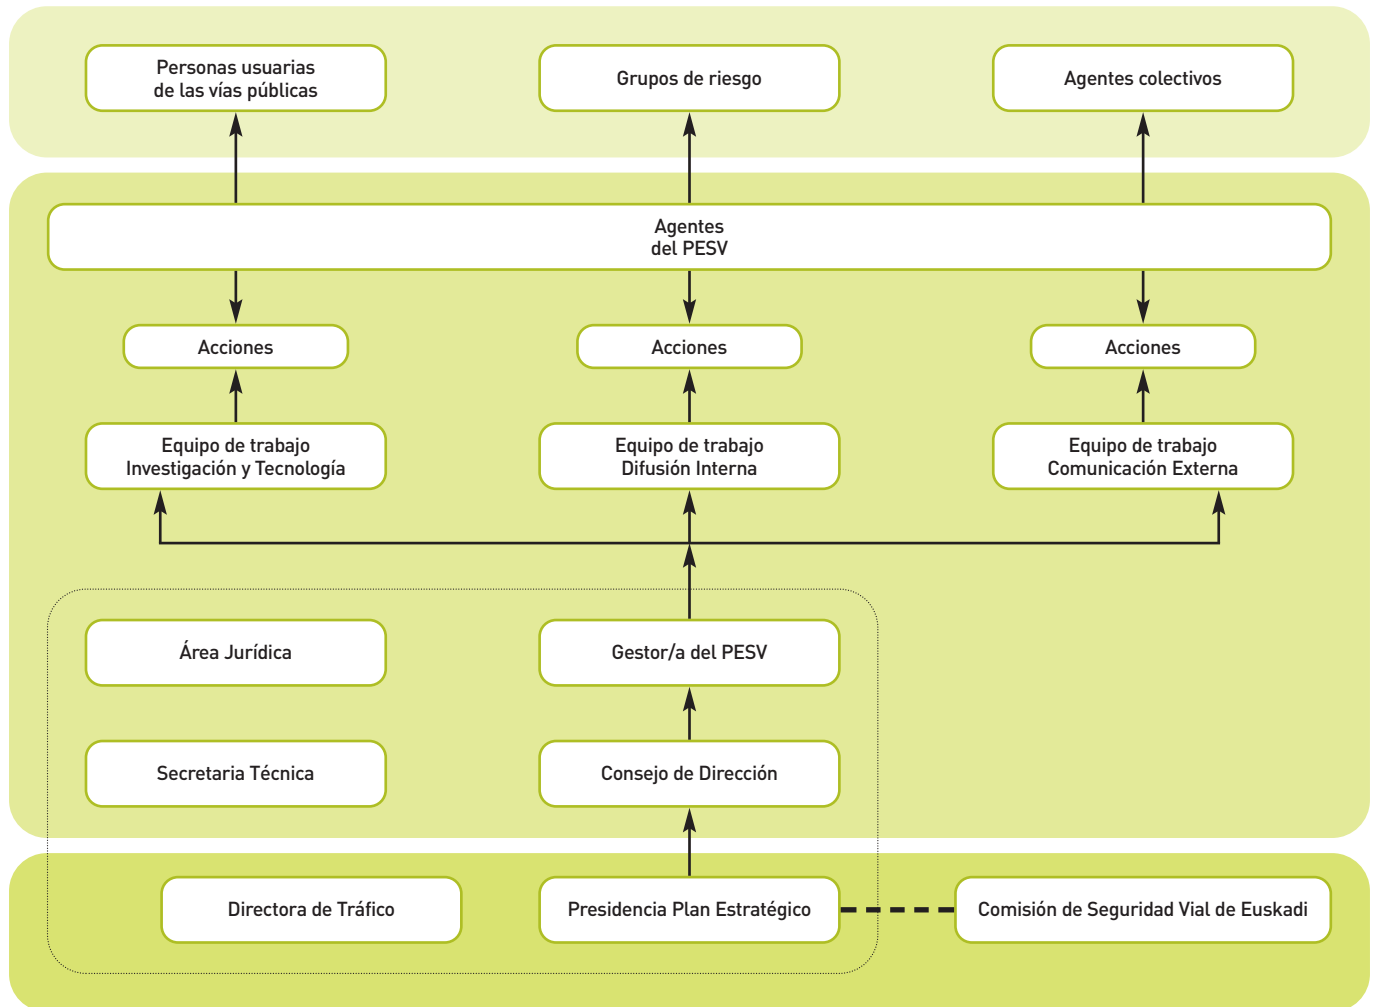 Personas usuarias
de las vías públicas
Grupos de riesgo
Agentes colectivos
Agentes
del PESV
Acciones
Acciones
Acciones
Equipo de trabajo
Investigación y Tecnología
Equipo de trabajo
Difusión Interna
Equipo de trabajo
Comunicación Externa
Área Jurídica
Gestor/a del PESV
Secretaria Técnica
Consejo de Dirección
Directora de Tráfico
Presidencia Plan Estratégico
Comisión de Seguridad Vial de Euskadi